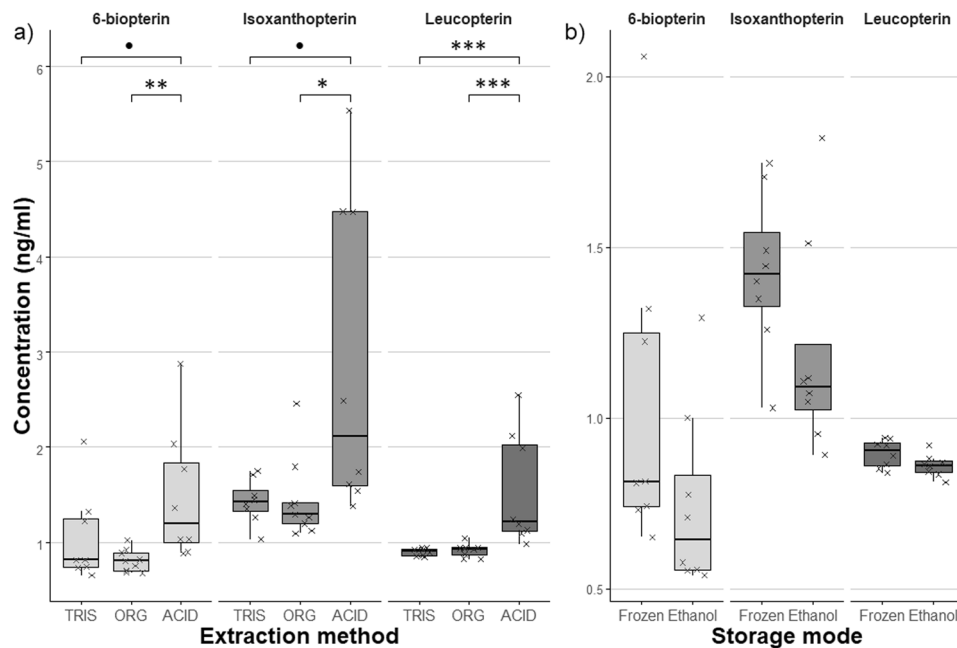 6-biopterin Isoxanthopterin Leucopterin
a)
• • ***
** * ***
6
5
4
3
2
1
Concentration (ng/ml)
TRIS ORG ACID TRIS ORG ACID TRIS ORG ACID
Extraction method
6-biopterin Isoxanthopterin Leucopterin
b)
2.0
1.5
1.0
0.5
Frozen Ethanol Frozen Ethanol Frozen Ethanol
Storage mode